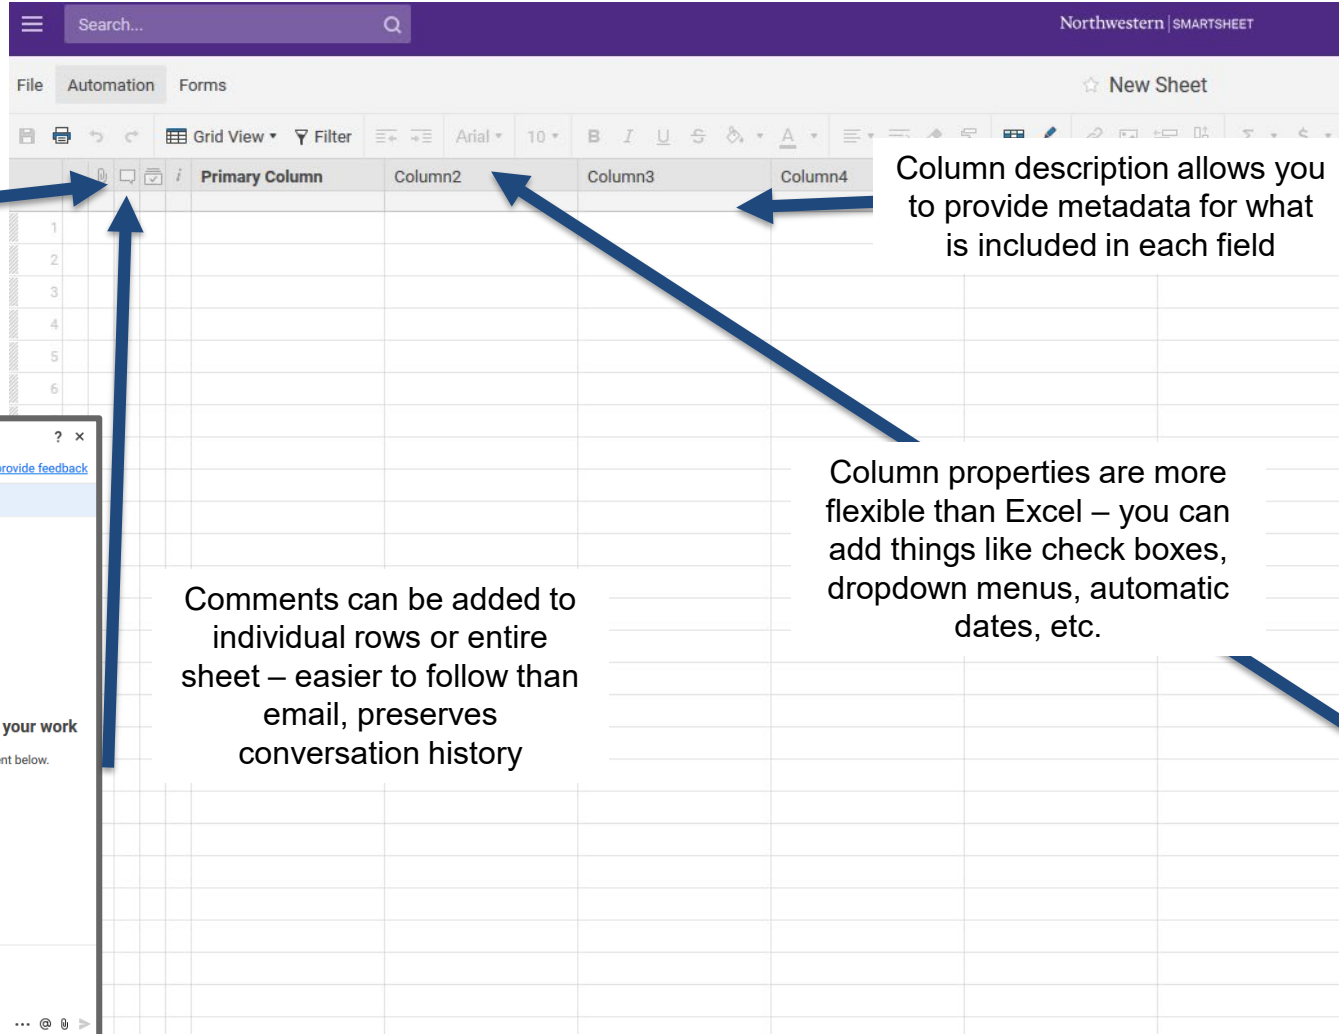 Search...
Northwestern | SMARTSHEET
File Automation Forms
New Sheet
Grid View Filter Arial 10 B I U S A Σ $
i Primary Column Column2 Column3 Column4
Column description allows you
to provide metadata for what
is included in each field
1
2
3
4
5
6
? ×
provide feedback
Column properties are more
flexible than Excel – you can
add things like check boxes,
dropdown menus, automatic
dates, etc.
Comments can be added to
individual rows or entire
sheet – easier to follow than
email, preserves
conversation history
your work
below.
... @